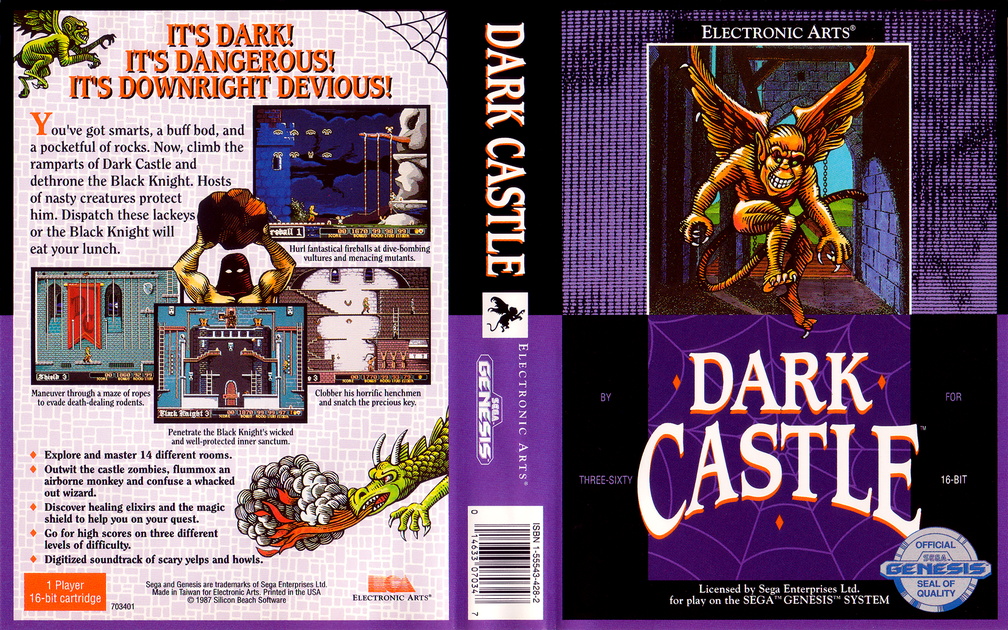 IT'S DARK!
IT'S DANGEROUS!
IT'S DOWNRIGHT DEVIOUS!
You've got smarts, a buff bod, and
a pocketful of rocks. Now, climb the
ramparts of Dark Castle and
dethrone the Black Knight. Hosts
of nasty creatures protect
him. Dispatch these lackeys
or the Black Knight will
eat your lunch.
Hurl fantastical fireballs at dive-bombing
vultures and menacing mutants.
Shield 3
Maneuver through a maze of ropes
to evade death-dealing rodents.
Black Knight 3
Clobber his horrific henchmen
and snatch the precious key.
Penetrate the Black Knight's wicked
and well-protected inner sanctum.
Explore and master 14 different rooms.
Outwit the castle zombies, flummox an
airborne monkey and confuse a whacked
out wizard.
Discover healing elixirs and the magic
shield to help you on your quest.
Go for high scores on three different
levels of difficulty.
Digitized soundtrack of scary yelps and howls.
1 Player
16-bit cartridge
703401
Sega and Genesis are trademarks of Sega Enterprises Ltd.
Made in Taiwan for Electronic Arts. Printed in the USA
© 1987 Silicon Beach Software
ELECTRONIC ARTS®
DARK CASTLE
ELECTRONIC ARTS®
SEGA
GENESIS
ISBN 1-55543-428-2
0 14633 07034 7
ELECTRONIC ARTS®
DARK
CASTLE™
BY
THREE-SIXTY
FOR
16-BIT
OFFICIAL
SEGA
GENESIS
SEAL OF
QUALITY
Licensed by Sega Enterprises Ltd.
for play on the SEGA™ GENESIS™ SYSTEM